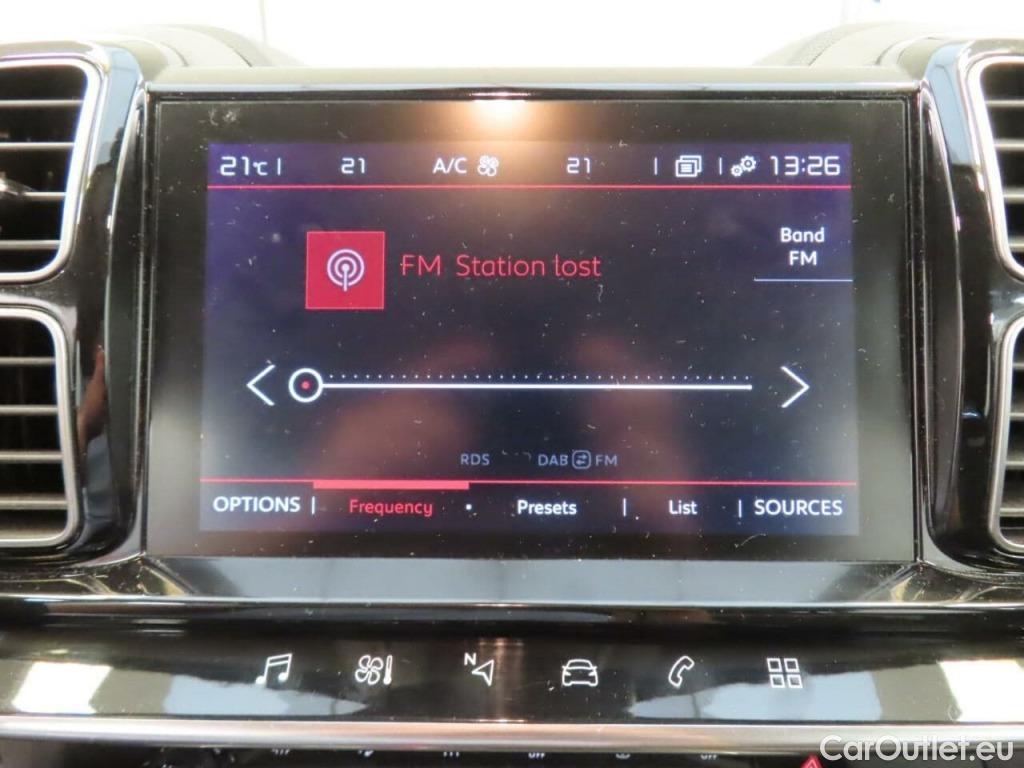 21°C | 21 A/C 21 | | 13:26
FM Station lost
Band
FM
RDS DAB FM
OPTIONS | Frequency • Presets | List | SOURCES
N
CarOutlet.eu